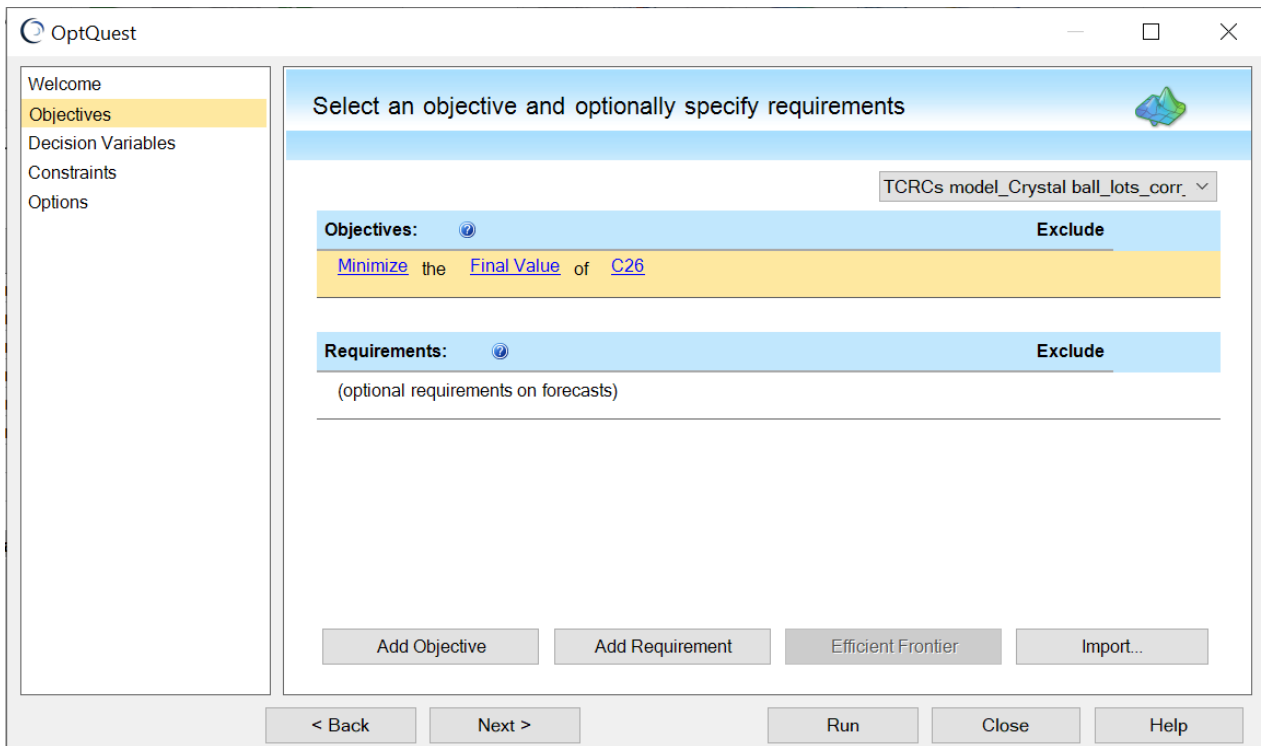 OptQuest
Welcome
Objectives
Decision Variables
Constraints
Options
Select an objective and optionally specify requirements
TCRCs model_Crystal ball_lots_corr_
Objectives: Exclude
Minimize the Final Value of C26
Requirements: Exclude
(optional requirements on forecasts)
Add Objective Add Requirement Efficient Frontier Import...
< Back Next > Run Close Help